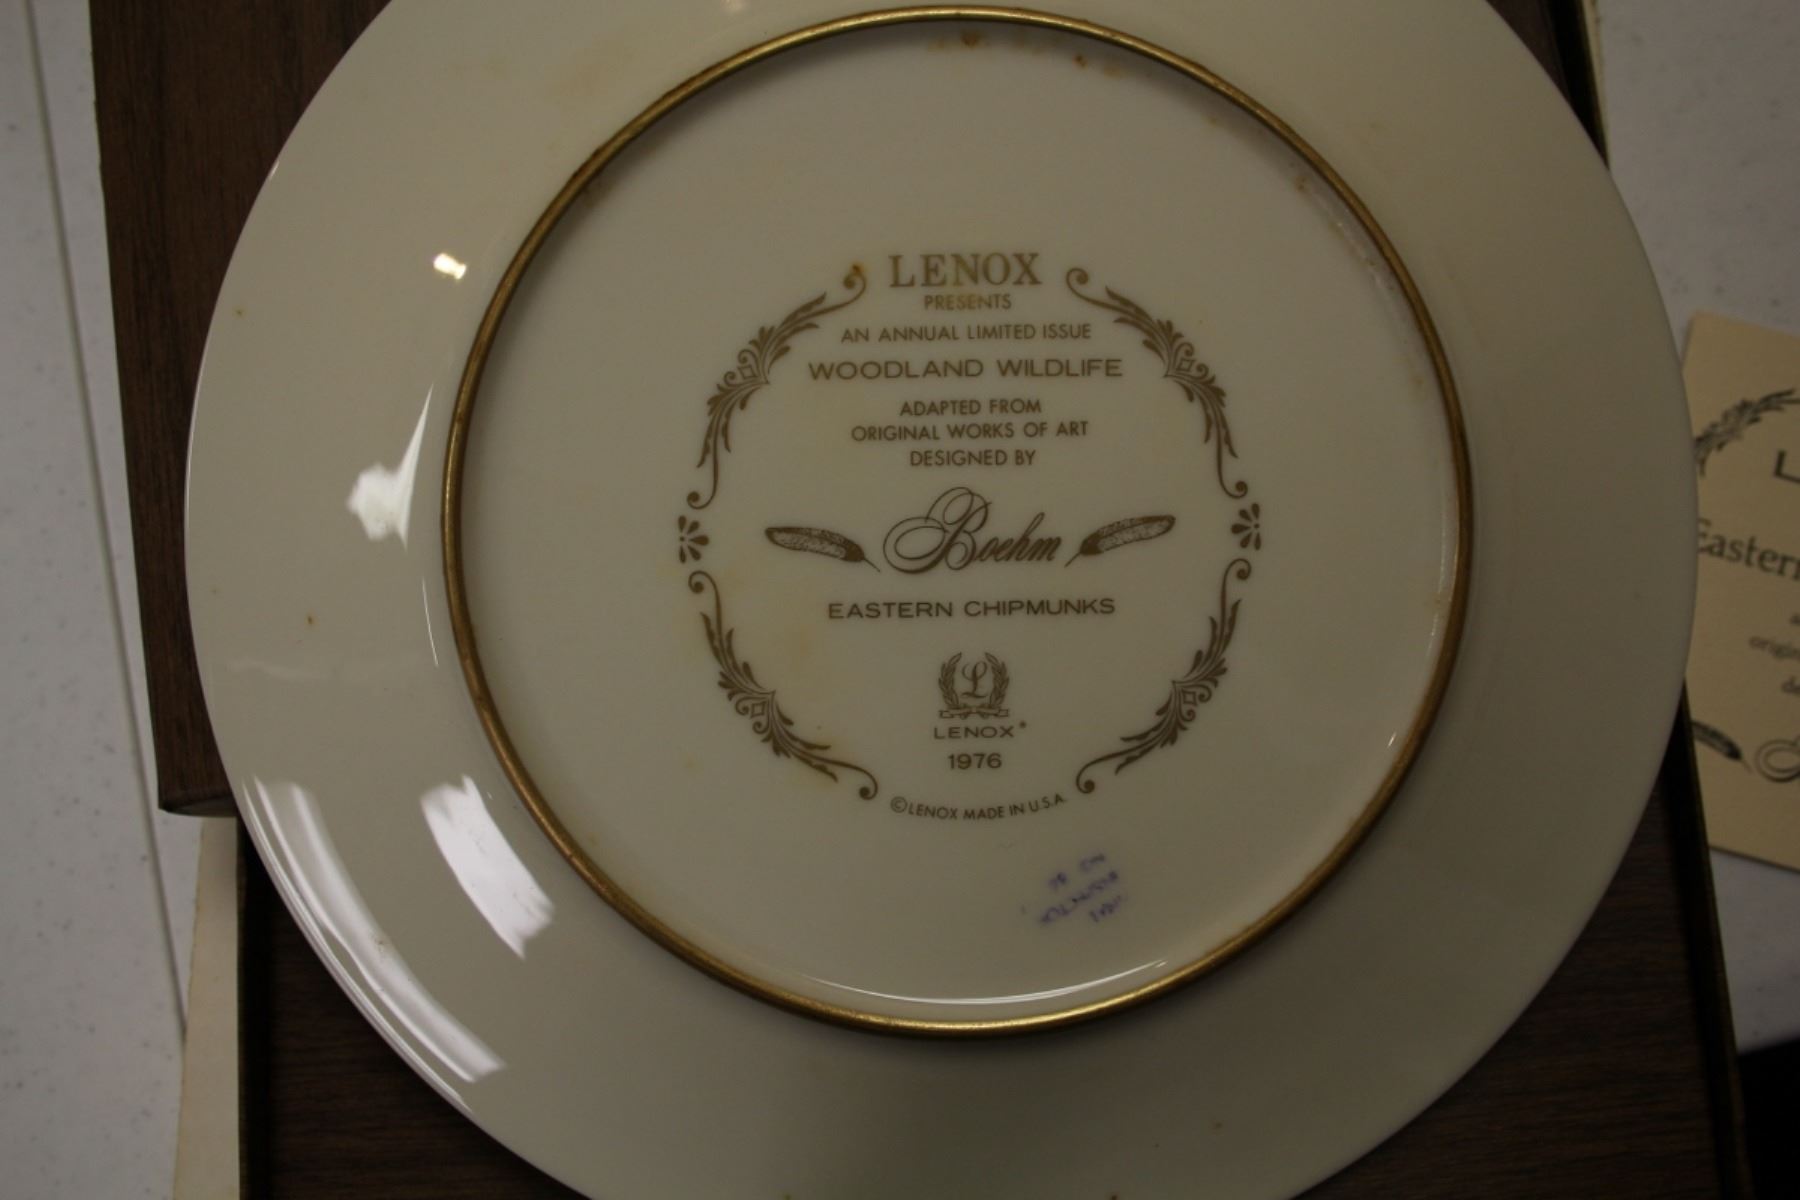 LENOX
PRESENTS
AN ANNUAL LIMITED ISSUE
WOODLAND WILDLIFE
ADAPTED FROM
ORIGINAL WORKS OF ART
DESIGNED BY
Boehm
EASTERN CHIPMUNKS
L
LENOX®
1976
© LENOX MADE IN U.S.A.
Eastern